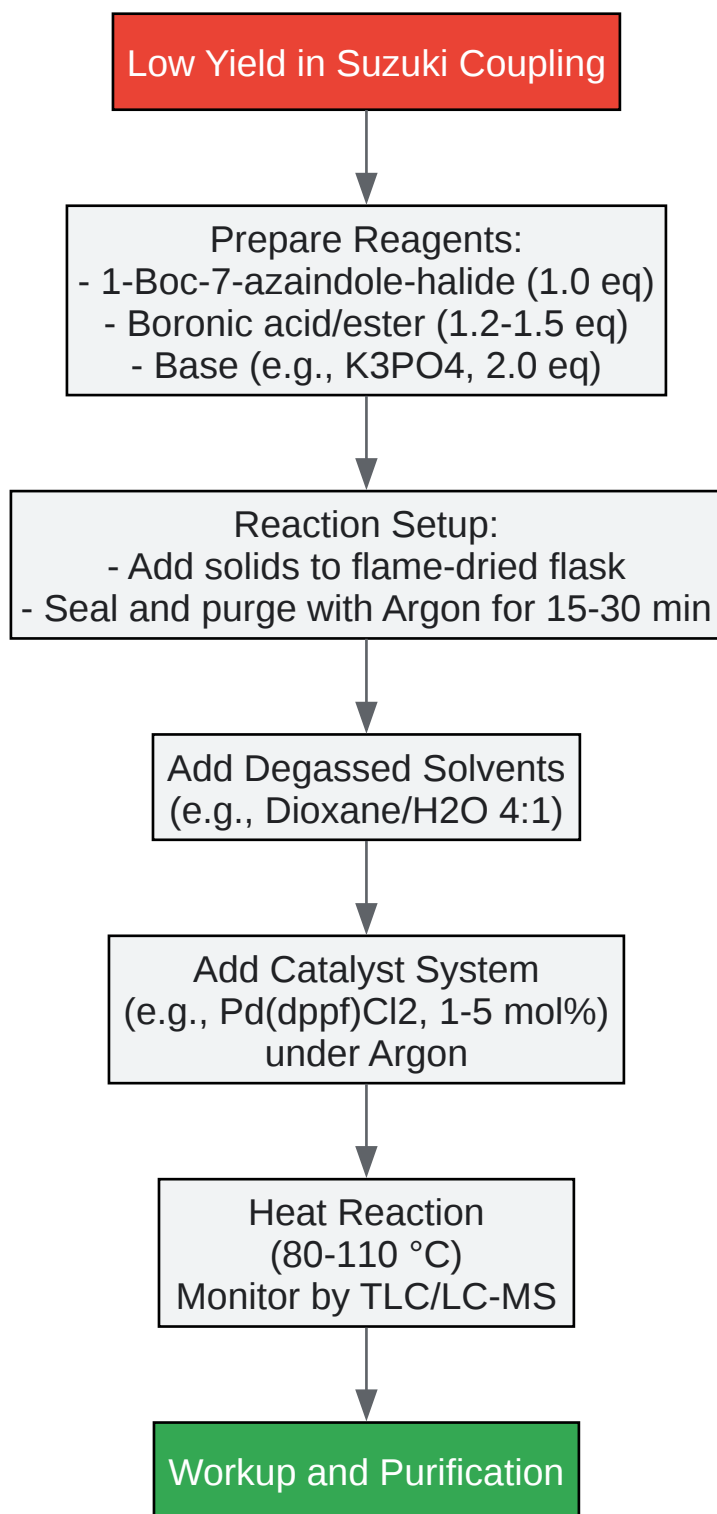 Low Yield in Suzuki Coupling
Prepare Reagents:
- 1-Boc-7-azaindole-halide (1.0 eq)
- Boronic acid/ester (1.2-1.5 eq)
- Base (e.g., K3PO4, 2.0 eq)
Reaction Setup:
- Add solids to flame-dried flask
- Seal and purge with Argon for 15-30 min
Add Degassed Solvents
(e.g., Dioxane/H2O 4:1)
Add Catalyst System
(e.g., Pd(dppf)Cl2, 1-5 mol%)
under Argon
Heat Reaction
(80-110 °C)
Monitor by TLC/LC-MS
Workup and Purification